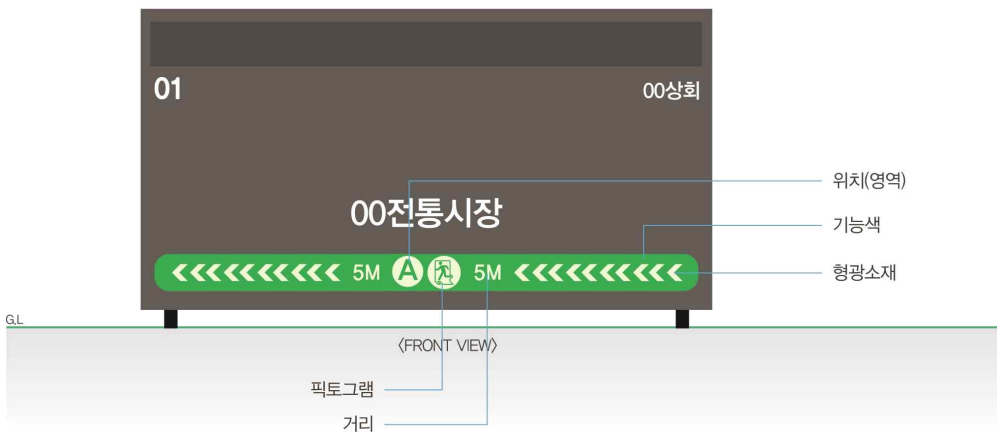 01
00상회
위치(영역)
00전통시장
기능색
5M A 5M
형광소재
G.L
〈FRONT VIEW〉
픽토그램
거리